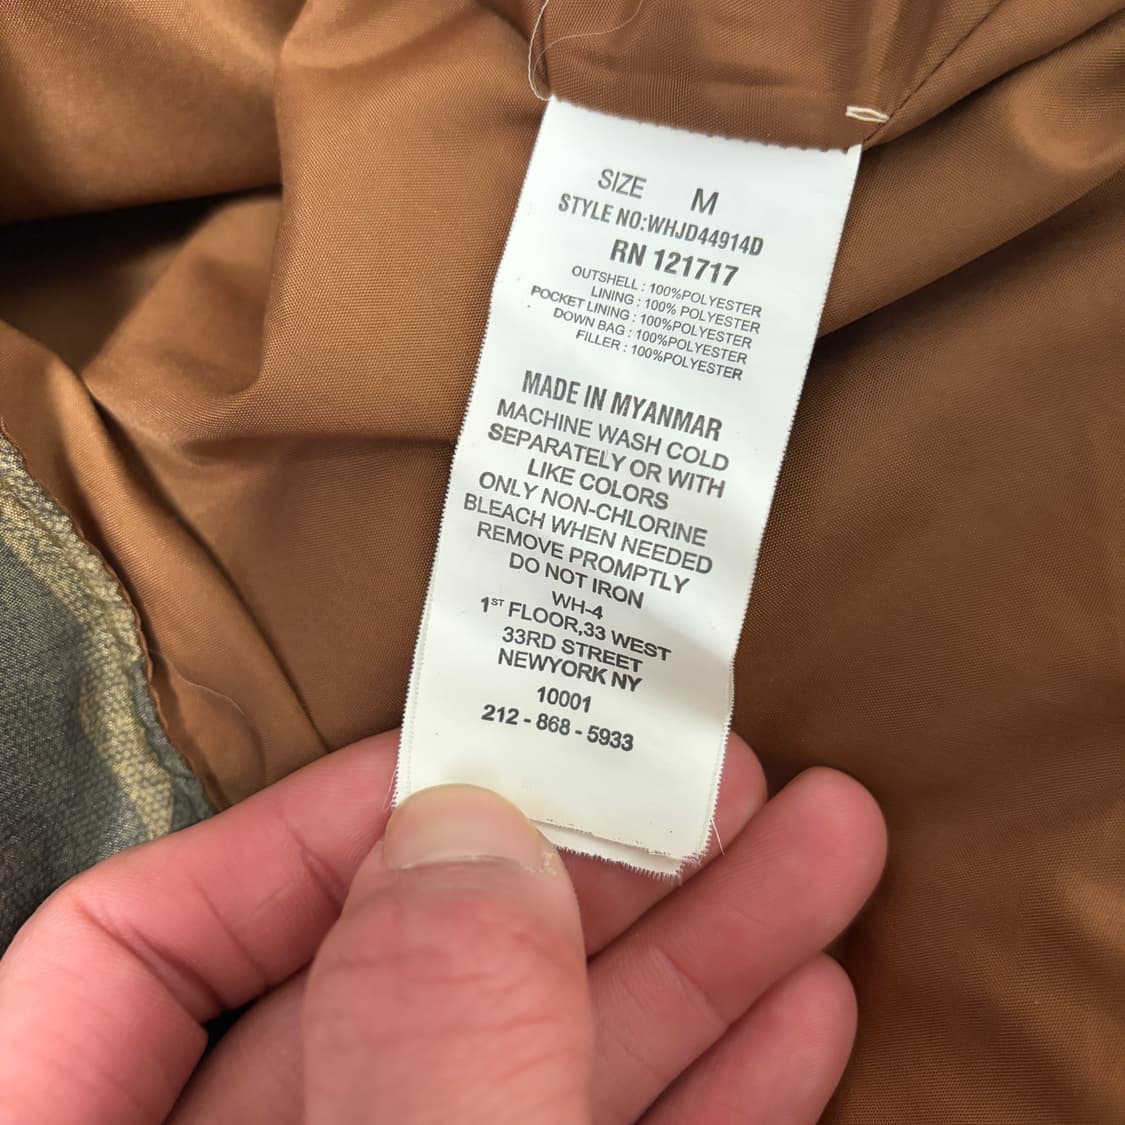 SIZE M
STYLE NO:WHJD44914D
RN 121717
OUTSHELL : 100%POLYESTER
LINING : 100% POLYESTER
POCKET LINING : 100%POLYESTER
DOWN BAG : 100%POLYESTER
FILLER : 100%POLYESTER
MADE IN MYANMAR
MACHINE WASH COLD
SEPARATELY OR WITH
LIKE COLORS
ONLY NON-CHLORINE
BLEACH WHEN NEEDED
REMOVE PROMPTLY
DO NOT IRON
WH-4
1ST FLOOR,33 WEST
33RD STREET
NEWYORK NY
10001
212 - 868 - 5933